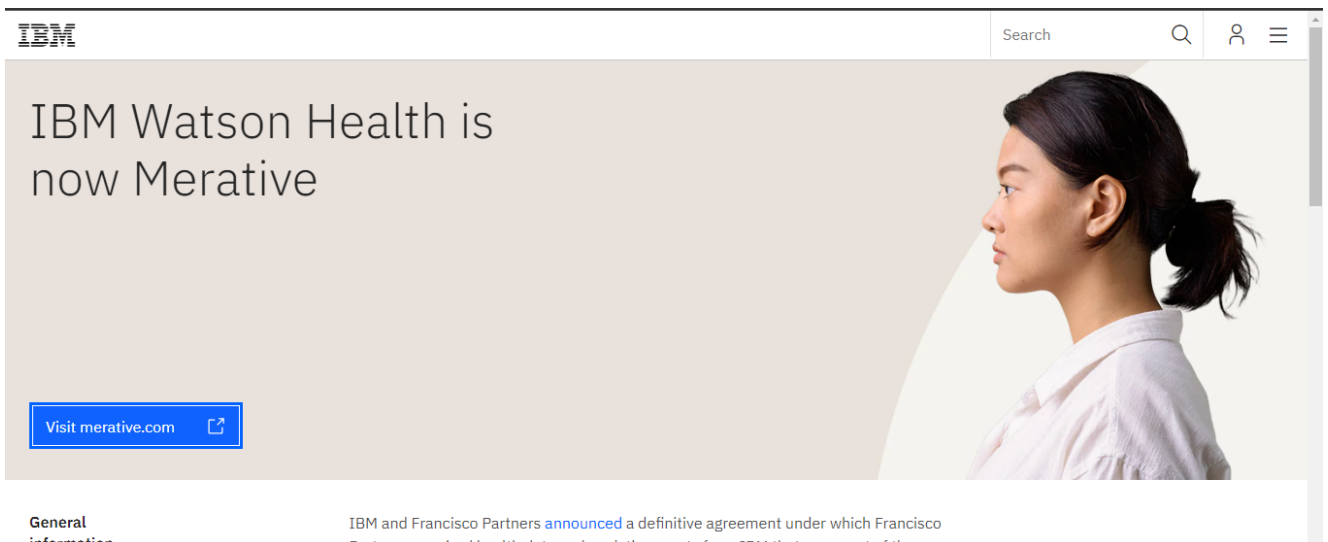 IBM
Search
IBM Watson Health is
now Merative
Visit merative.com
General
information
IBM and Francisco Partners announced a definitive agreement under which Francisco